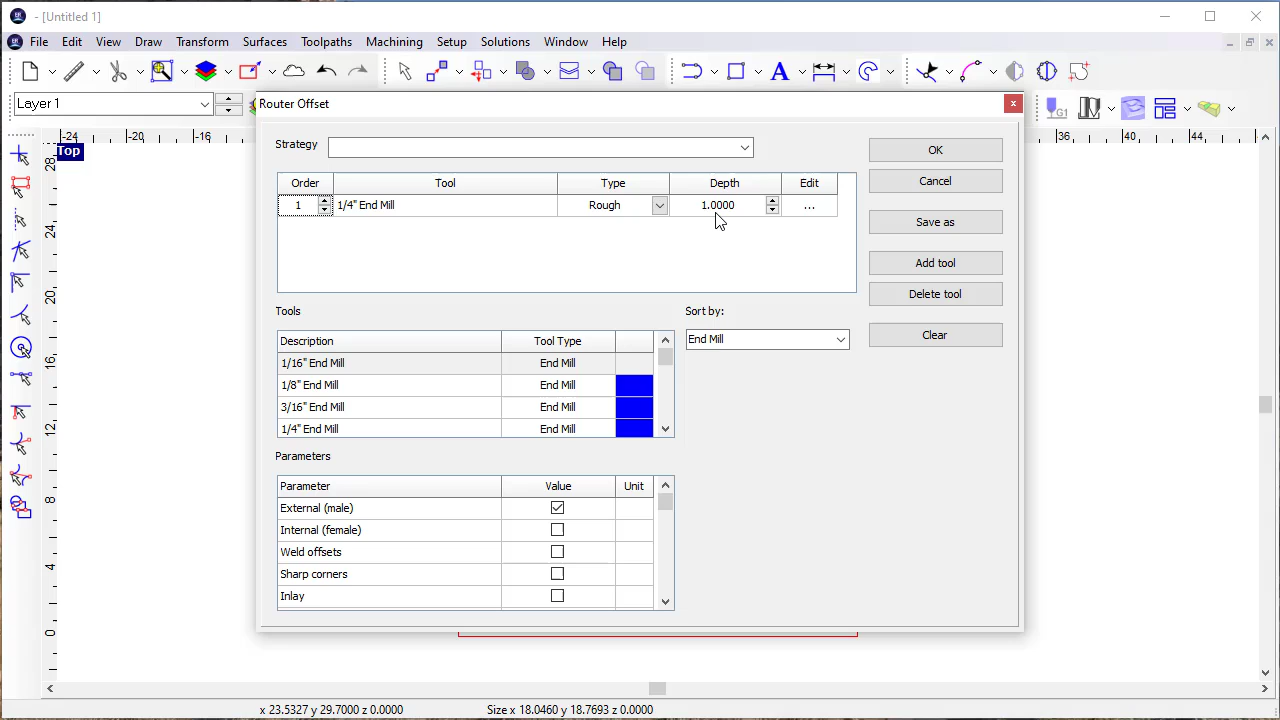 - [Untitled 1]
File Edit View Draw Transform Surfaces Toolpaths Machining Setup Solutions Window Help
Layer 1
G1
Router Offset
-24 -20 -16 36 40 44
Top
28
24
20
16
12
8
4
0
Strategy
OK
Order Tool Type Depth Edit
Cancel
1 1/4" End Mill Rough 1.0000 ...
Save as
Add tool
Delete tool
Tools Sort by:
Clear
Description Tool Type
End Mill
1/16" End Mill End Mill
1/8" End Mill End Mill
3/16" End Mill End Mill
1/4" End Mill End Mill
Parameters
Parameter Value Unit
External (male)
Internal (female)
Weld offsets
Sharp corners
Inlay
x 23.5327 y 29.7000 z 0.0000 Size x 18.0460 y 18.7693 z 0.0000